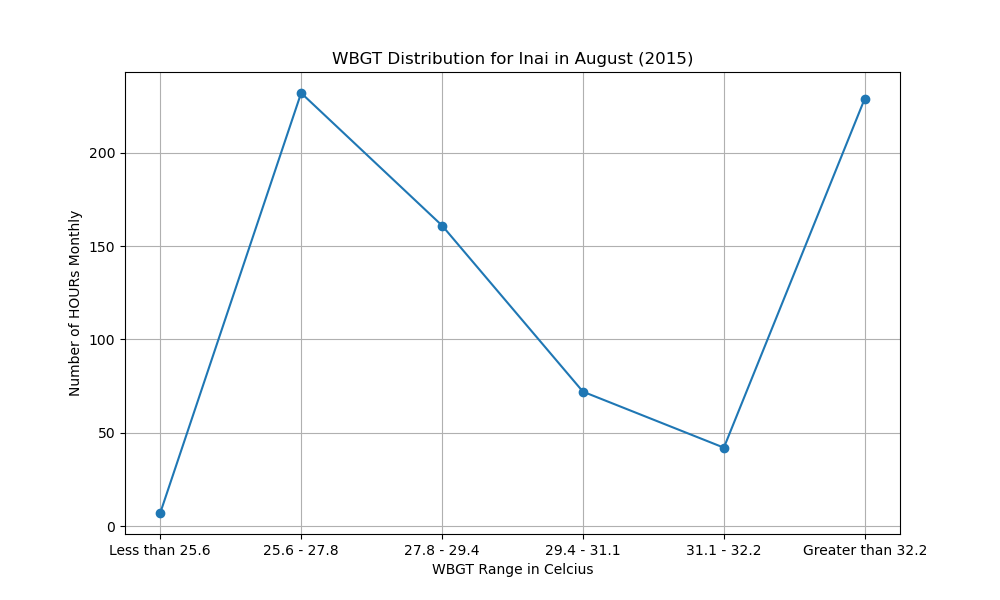 WBGT Distribution for Inai in August (2015)
Number of HOURs Monthly
200
150
100
50
0
Less than 25.6
25.6 - 27.8
27.8 - 29.4
29.4 - 31.1
31.1 - 32.2
Greater than 32.2
WBGT Range in Celcius